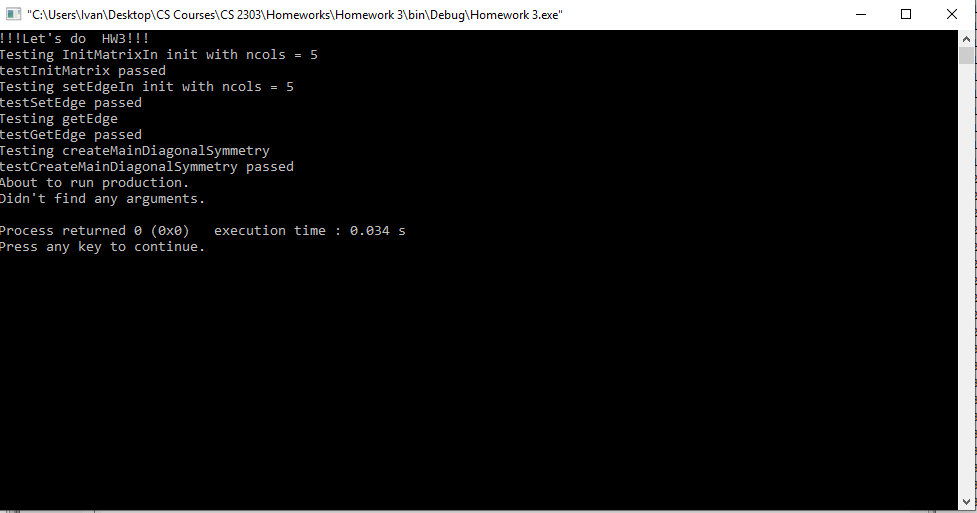 "C:\Users\Ivan\Desktop\CS Courses\CS 2303\Homeworks\Homework 3\bin\Debug\Homework 3.exe"
!!!Let's do  HW3!!!
Testing InitMatrixIn init with ncols = 5
testInitMatrix passed
Testing setEdgeIn init with ncols = 5
testSetEdge passed
Testing getEdge
testGetEdge passed
Testing createMainDiagonalSymmetry
testCreateMainDiagonalSymmetry passed
About to run production.
Didn't find any arguments.
Process returned 0 (0x0)   execution time : 0.034 s
Press any key to continue.